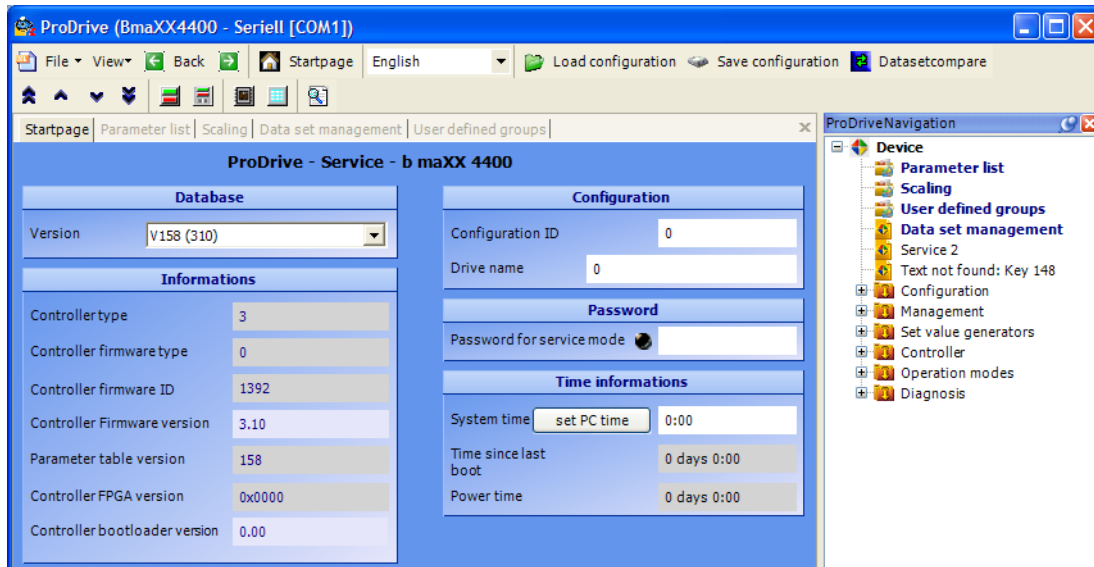 ProDrive (BmaXX4400 - Seriell [COM1])
File View Back Startpage English Load configuration Save configuration Datasetcompare
Startpage Parameter list Scaling Data set management User defined groups
ProDrive - Service - b maXX 4400
Database
Version V158 (310)
Informations
Controllertype 3
Controller firmware type 0
Controller firmware ID 1392
Controller Firmware version 3.10
Parameter table version 158
Controller FPGA version 0x0000
Controller bootloader version 0.00
Configuration
Configuration ID 0
Drive name 0
Password
Password for service mode
Time informations
System time set PC time 0:00
Time since last
boot 0 days 0:00
Power time 0 days 0:00
ProDriveNavigation
Device
Parameter list
Scaling
User defined groups
Data set management
Service 2
Text not found: Key 148
Configuration
Management
Set value generators
Controller
Operation modes
Diagnosis